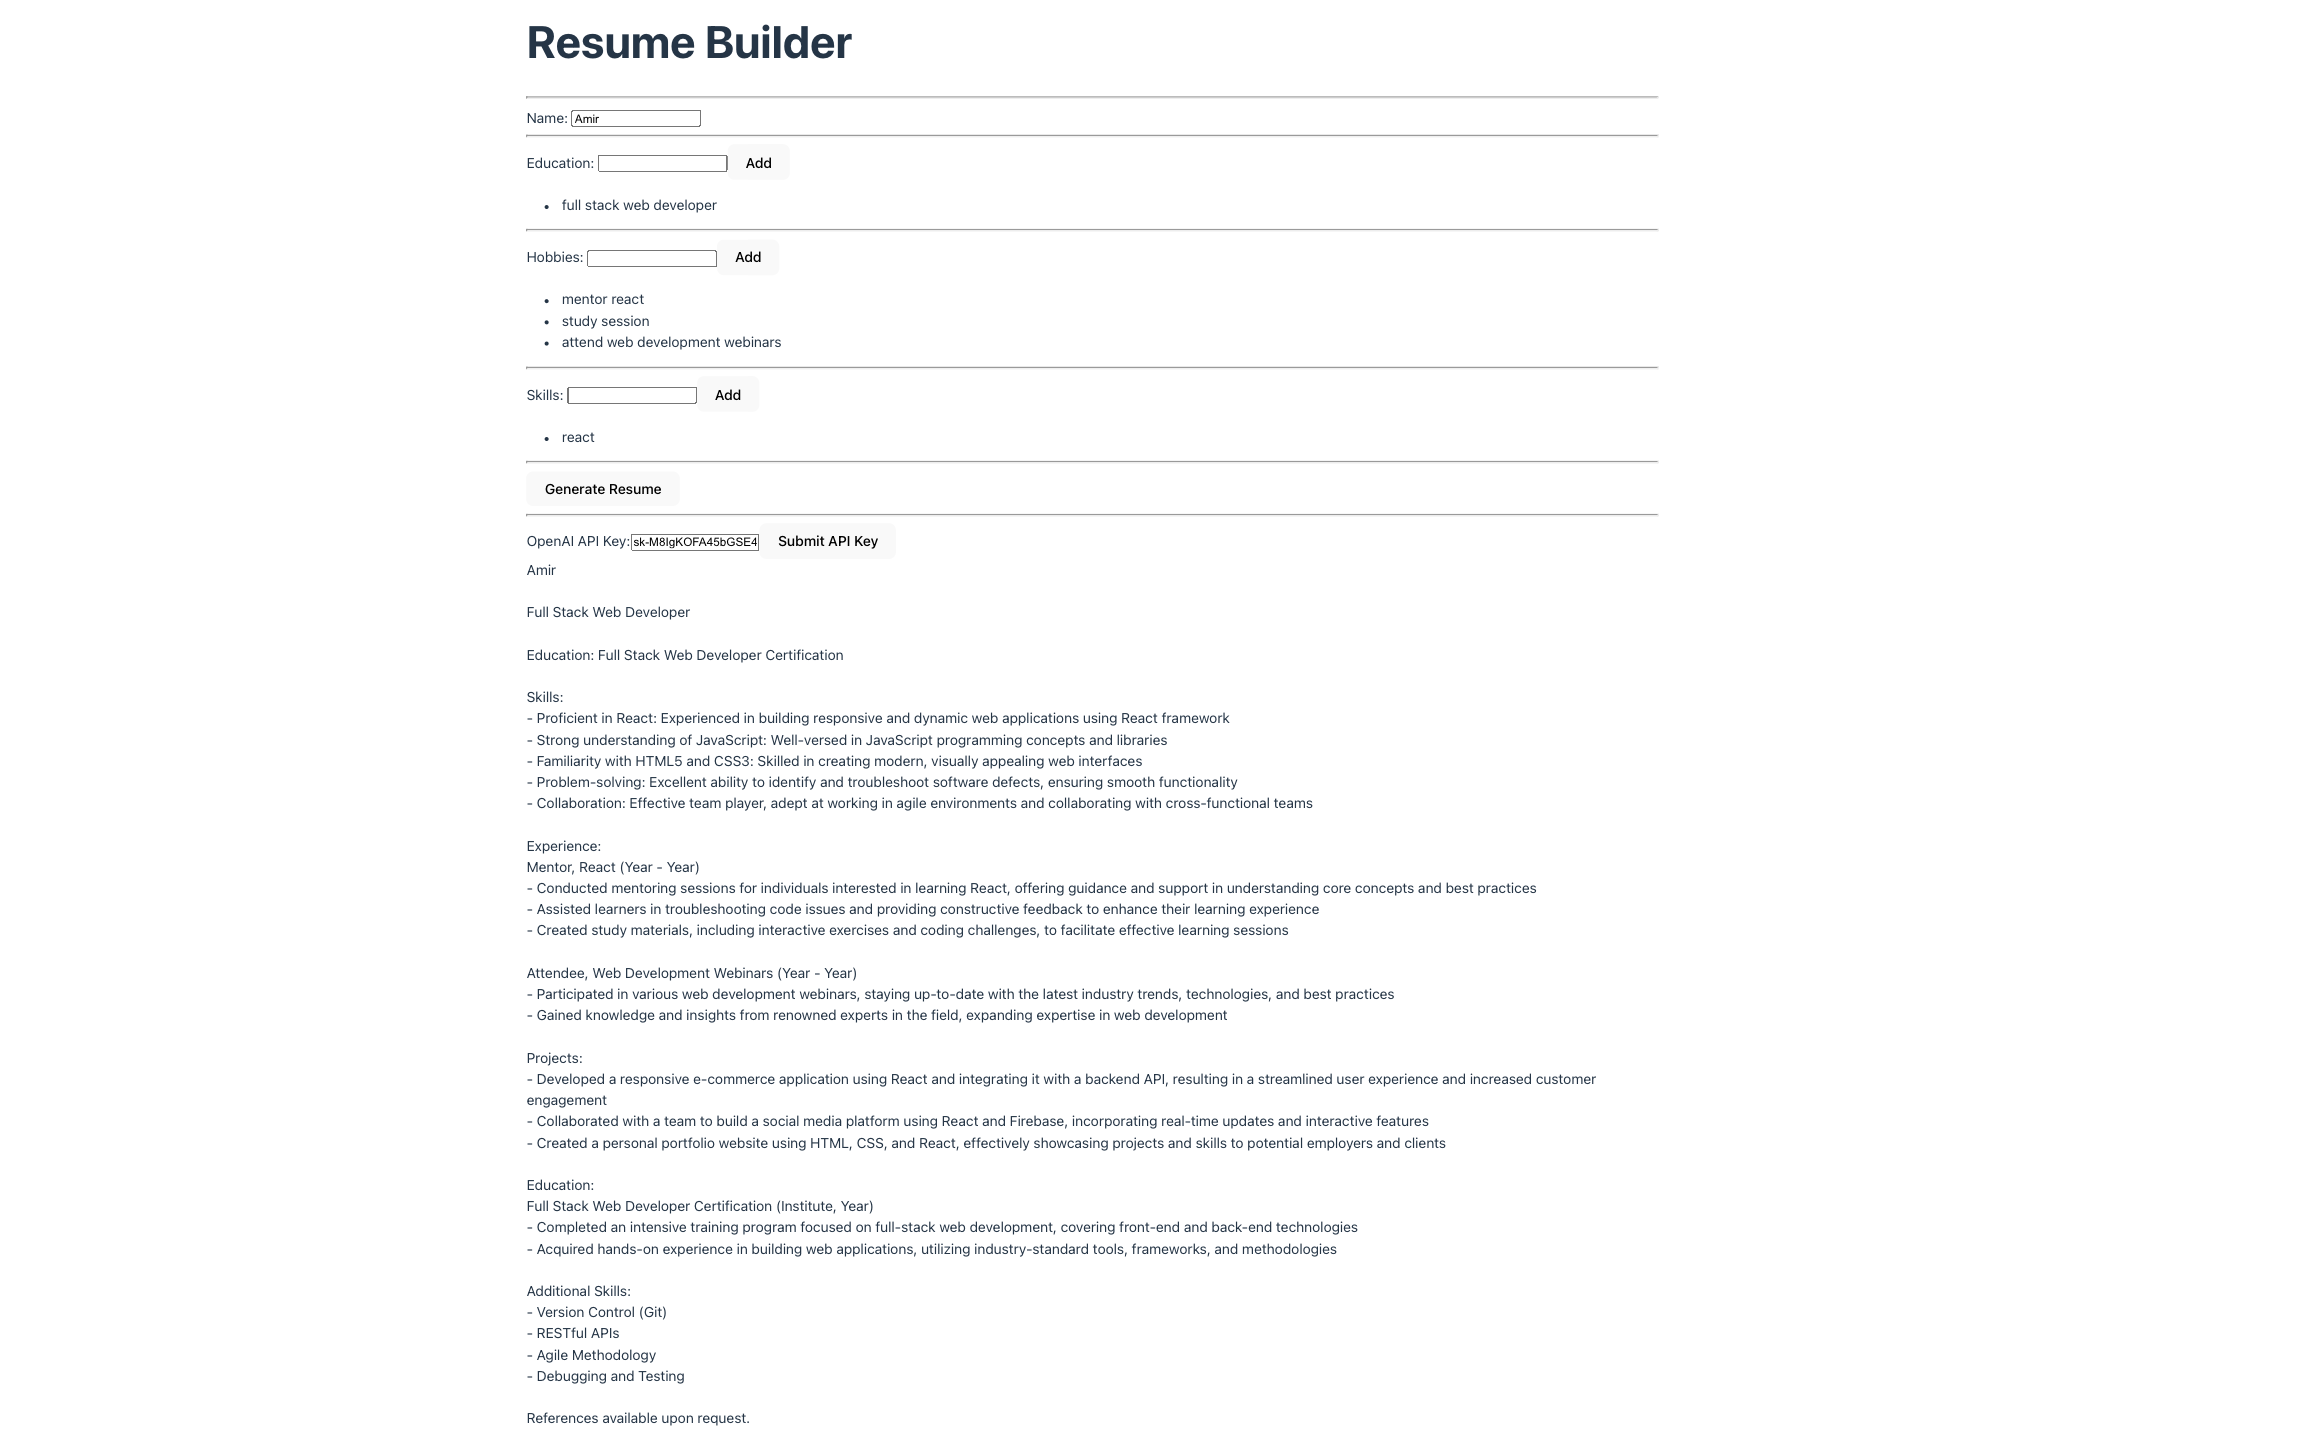 Resume Builder
Name: Amir
Education: Add
• full stack web developer
Hobbies: Add
• mentor react
• study session
• attend web development webinars
Skills: Add
• react
Generate Resume
OpenAI API Key: sk-M8IgKOFA45bGSE4 Submit API Key
Amir
Full Stack Web Developer
Education: Full Stack Web Developer Certification
Skills:
- Proficient in React: Experienced in building responsive and dynamic web applications using React framework
- Strong understanding of JavaScript: Well-versed in JavaScript programming concepts and libraries
- Familiarity with HTML5 and CSS3: Skilled in creating modern, visually appealing web interfaces
- Problem-solving: Excellent ability to identify and troubleshoot software defects, ensuring smooth functionality
- Collaboration: Effective team player, adept at working in agile environments and collaborating with cross-functional teams
Experience:
Mentor, React (Year - Year)
- Conducted mentoring sessions for individuals interested in learning React, offering guidance and support in understanding core concepts and best practices
- Assisted learners in troubleshooting code issues and providing constructive feedback to enhance their learning experience
- Created study materials, including interactive exercises and coding challenges, to facilitate effective learning sessions
Attendee, Web Development Webinars (Year - Year)
- Participated in various web development webinars, staying up-to-date with the latest industry trends, technologies, and best practices
- Gained knowledge and insights from renowned experts in the field, expanding expertise in web development
Projects:
- Developed a responsive e-commerce application using React and integrating it with a backend API, resulting in a streamlined user experience and increased customer
engagement
- Collaborated with a team to build a social media platform using React and Firebase, incorporating real-time updates and interactive features
- Created a personal portfolio website using HTML, CSS, and React, effectively showcasing projects and skills to potential employers and clients
Education:
Full Stack Web Developer Certification (Institute, Year)
- Completed an intensive training program focused on full-stack web development, covering front-end and back-end technologies
- Acquired hands-on experience in building web applications, utilizing industry-standard tools, frameworks, and methodologies
Additional Skills:
- Version Control (Git)
- RESTful APIs
- Agile Methodology
- Debugging and Testing
References available upon request.